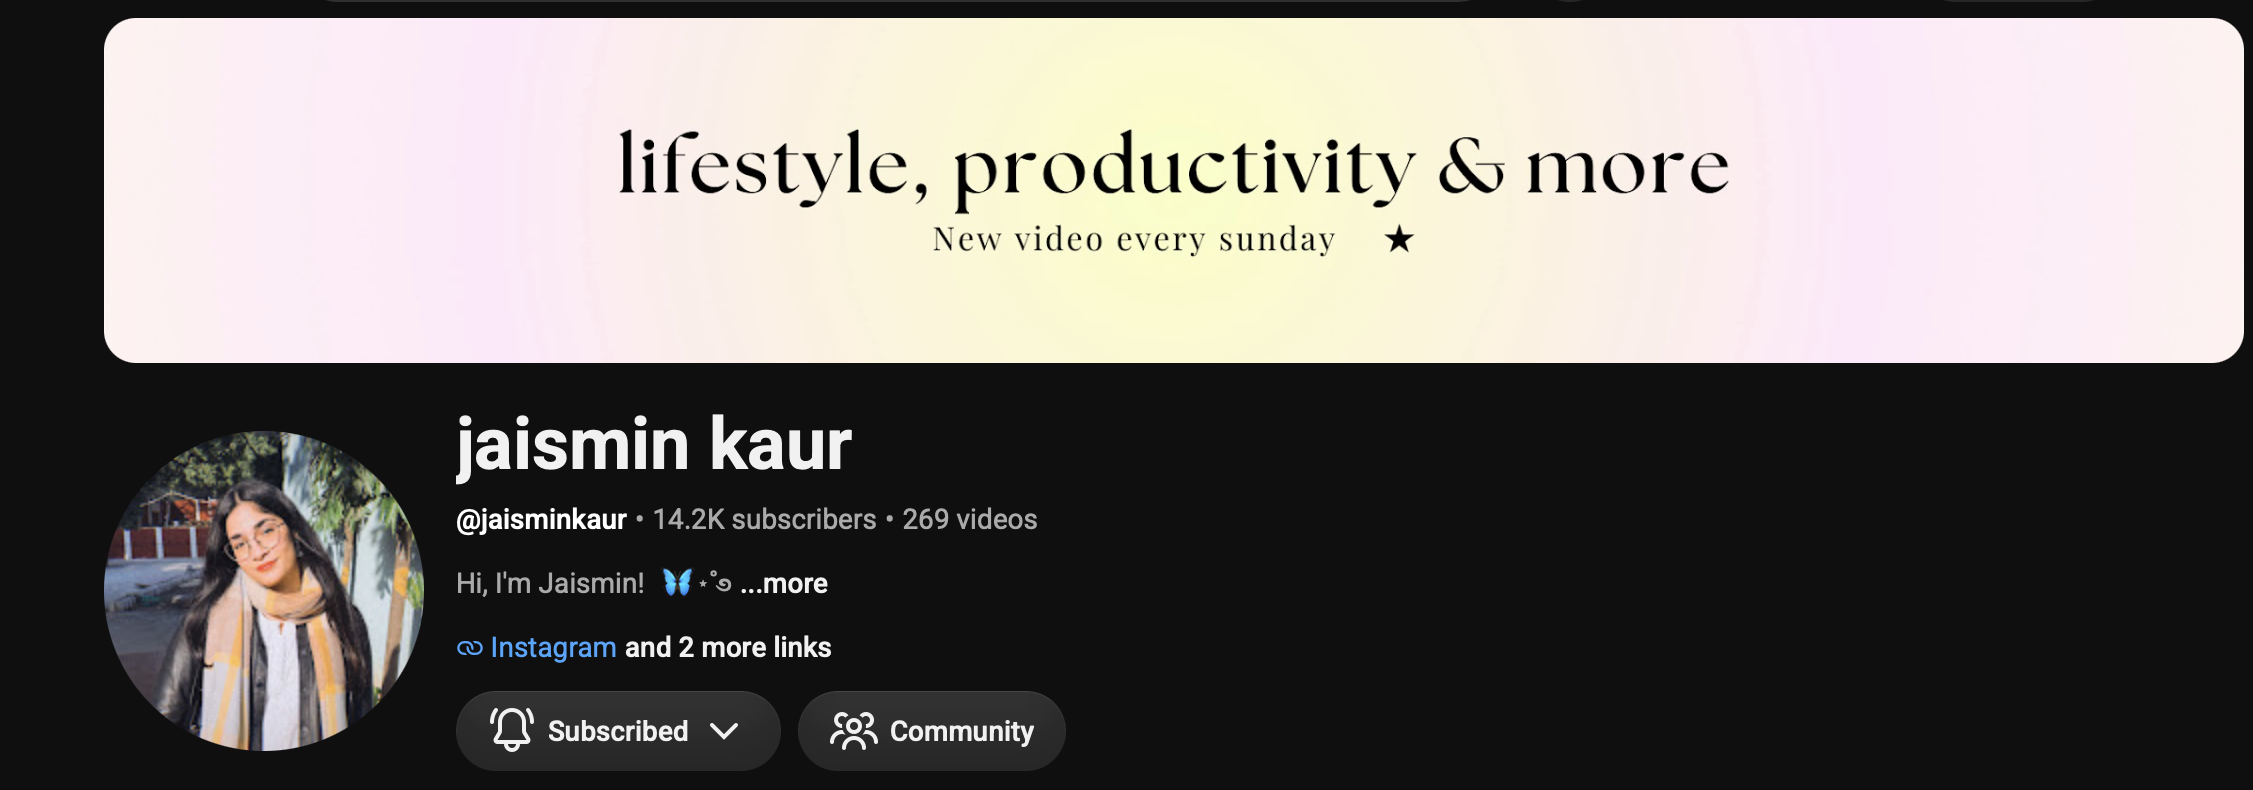 lifestyle, productivity & more
New video every sunday ★
jaismin kaur
@jaisminkaur • 14.2K subscribers • 269 videos
Hi, I'm Jaismin! 🦋⋆˚࿔ ...more
Instagram and 2 more links
Subscribed
Community